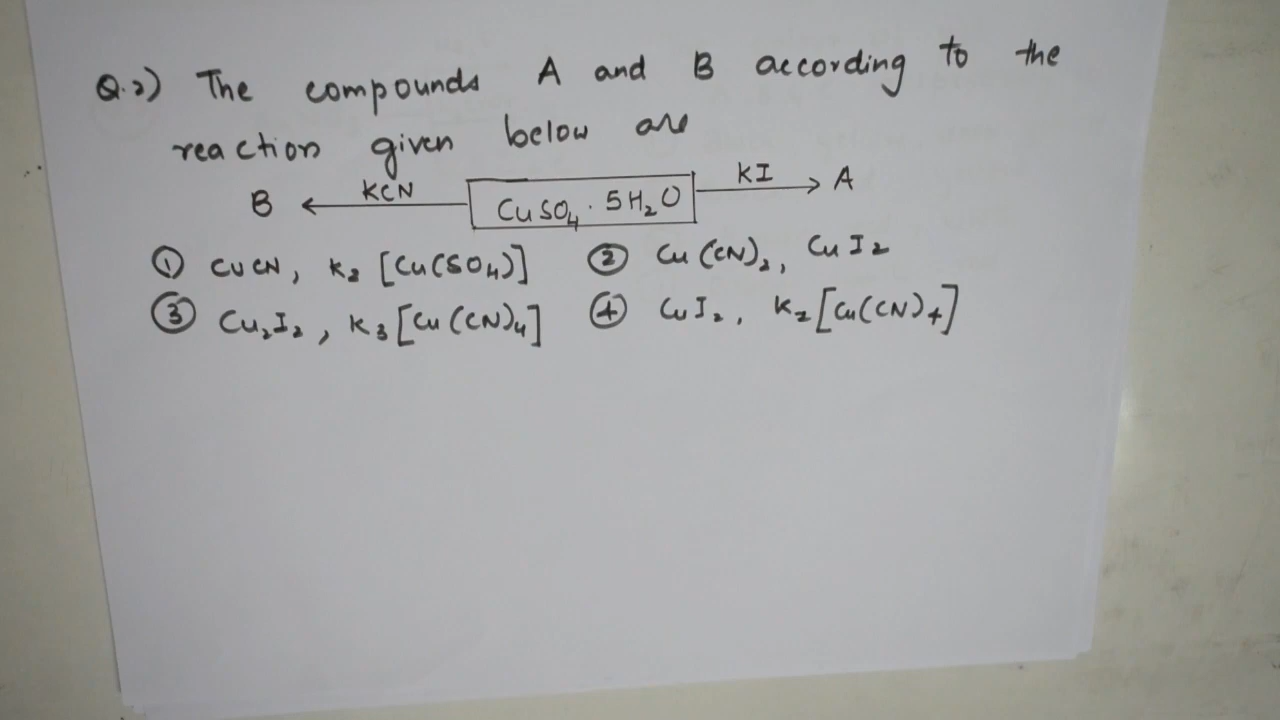 Q.2) The compounds A and B according to the
reaction given below are
B ←KCN— CuSO₄ · 5H₂O —KI→ A
① CuCN, K₂ [Cu(SO₄)] ② Cu (CN)₂, CuI₂
③ Cu₂I₂, K₃ [Cu (CN)₄] ④ CuI₂, K₂ [Cu(CN)₄]